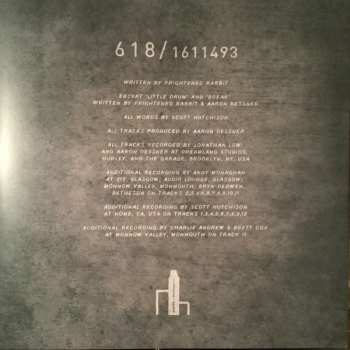 618/1611493
WRITTEN BY FRIGHTENED RABBIT
EXCEPT 'LITTLE DRUM' AND 'BREAK'
WRITTEN BY FRIGHTENED RABBIT & AARON DESSNER
ALL WORDS BY SCOTT HUTCHISON
ALL TRACKS PRODUCED BY AARON DESSNER
ALL TRACKS RECORDED BY JONATHAN LOW
AND AARON DESSNER AT DREAMLAND STUDIOS,
HURLEY, AND THE GARAGE, BROOKLYN, NY, USA
ADDITIONAL RECORDING BY ANDY MONAGHAN
AT GLASGOW, AUDIO LOUNGE, GLASGOW;
MONNOW VALLEY, MONMOUTH; BRYN DERWEN,
BETHESDA ON TRACKS
ADDITIONAL RECORDING BY SCOTT HUTCHISON
AT HOME, CA, USA ON TRACKS
ADDITIONAL RECORDING BY CHARLIE ANDREW & BRETT COX
AT MONNOW VALLEY, MONMOUTH ON TRACK